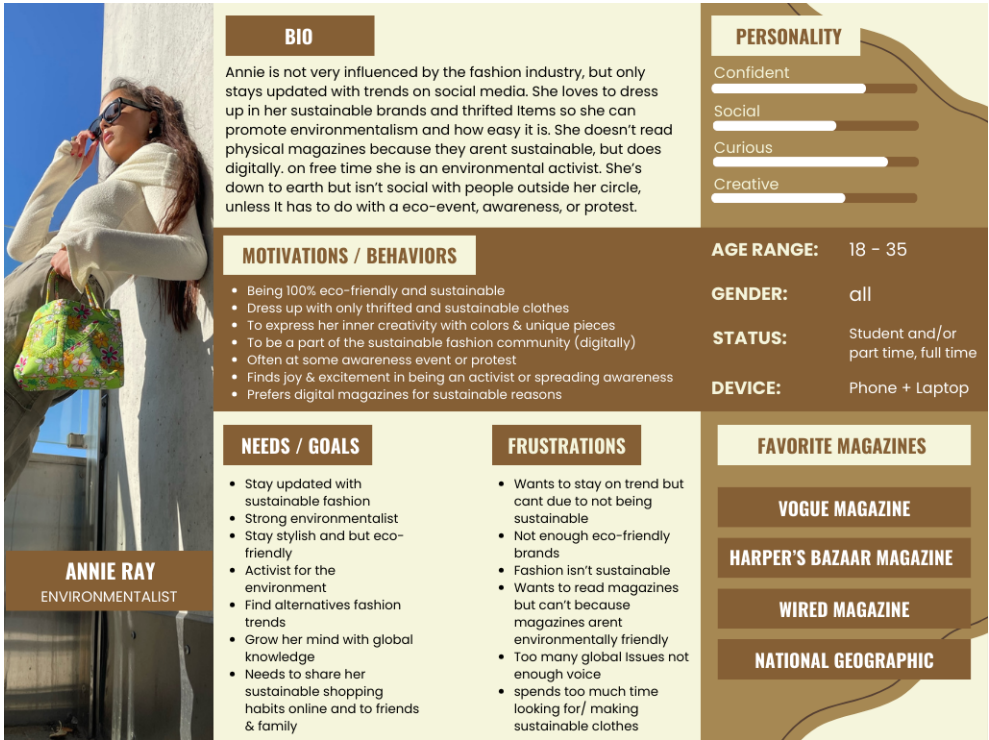 BIO
Annie is not very influenced by the fashion industry, but only
stays updated with trends on social media. She loves to dress
up in her sustainable brands and thrifted Items so she can
promote environmentalism and how easy it is. She doesn't read
physical magazines because they arent sustainable, but does
digitally. on free time she is an environmental activist. She's
down to earth but isn't social with people outside her circle,
unless It has to do with a eco-event, awareness, or protest.
PERSONALITY
Confident
Social
Curious
Creative
MOTIVATIONS / BEHAVIORS
• Being 100% eco-friendly and sustainable
• Dress up with only thrifted and sustainable clothes
• To express her inner creativity with colors & unique pieces
• To be a part of the sustainable fashion community (digitally)
• Often at some awareness event or protest
• Finds joy & excitement in being an activist or spreading awareness
• Prefers digital magazines for sustainable reasons
AGE RANGE: 18 - 35
GENDER: all
STATUS: Student and/or
part time, full time
DEVICE: Phone + Laptop
ANNIE RAY
ENVIRONMENTALIST
NEEDS / GOALS
• Stay updated with
sustainable fashion
• Strong environmentalist
• Stay stylish and but eco-
friendly
• Activist for the
environment
• Find alternatives fashion
trends
• Grow her mind with global
knowledge
• Needs to share her
sustainable shopping
habits online and to friends
& family
FRUSTRATIONS
• Wants to stay on trend but
cant due to not being
sustainable
• Not enough eco-friendly
brands
• Fashion isn't sustainable
• Wants to read magazines
but can't because
magazines arent
environmentally friendly
• Too many global Issues not
enough voice
• spends too much time
looking for/ making
sustainable clothes
FAVORITE MAGAZINES
VOGUE MAGAZINE
HARPER'S BAZAAR MAGAZINE
WIRED MAGAZINE
NATIONAL GEOGRAPHIC